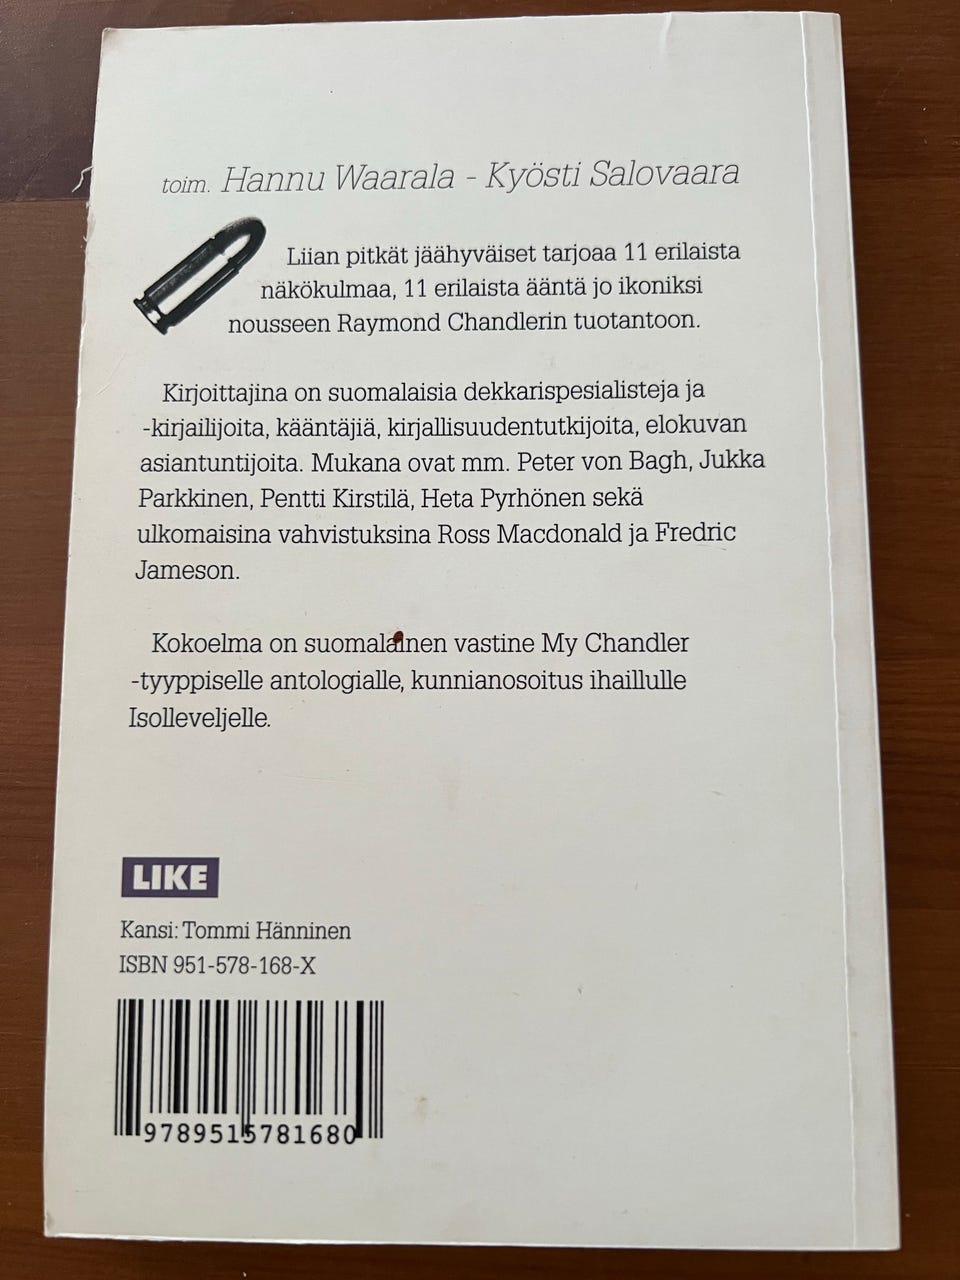 toim. Hannu Waarala - Kyösti Salovaara
Liian pitkät jäähyväiset tarjoaa 11 erilaista
näkökulmaa, 11 erilaista ääntä jo ikoniksi
nousseen Raymond Chandlerin tuotantoon.
Kirjoittajina on suomalaisia dekkarispesialisteja ja
-kirjailijoita, kääntäjiä, kirjallisuudentutkijoita, elokuvan
asiantuntijoita. Mukana ovat mm. Peter von Bagh, Jukka
Parkkinen, Pentti Kirstilä, Heta Pyrhönen sekä
ulkomaisina vahvistuksina Ross Macdonald ja Fredric
Jameson.
Kokoelma on suomalainen vastine My Chandler
-tyyppiselle antologialle, kunnianosoitus ihaillulle
Isolleveljelle.
LIKE
Kansi: Tommi Hänninen
ISBN 951-578-168-X
9789515781680